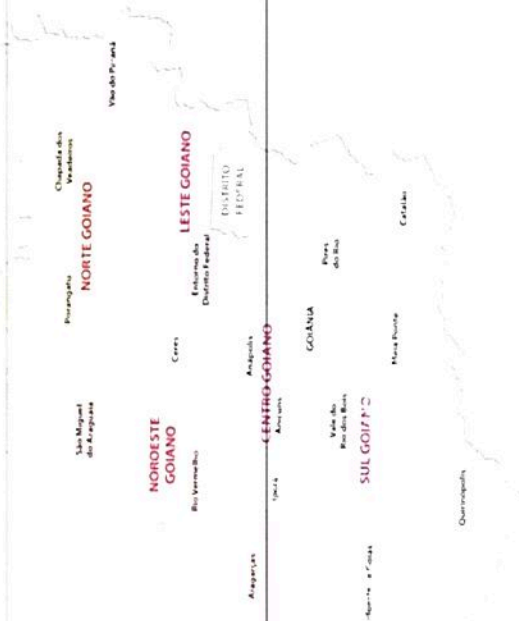 Chapada dos
Veadeiros
Porangatu
São Miguel
do Araguaia
NORTE GOIANO
Vão do Paranã
NOROESTE
GOIANO
Ceres
LESTE GOIANO
Rio Vermelho
Entorno do
Distrito Federal
DISTRITO
FEDERAL
Aragarças
Anápolis
CENTRO GOIANO
Iporá
Anicuns
GOIÂNIA
Pires
do Rio
Vale do
Rio dos Bois
SUL GOIANO
Meia Ponte
Catalão
Quirinópolis